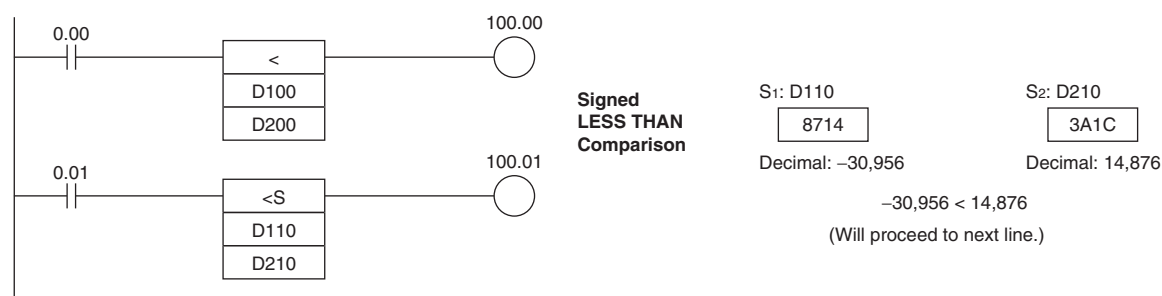 0.00
100.00
<
D100
D200
0.01
100.01
<S
D110
D210
Signed
LESS THAN
Comparison
S1: D110
S2: D210
8714
3A1C
Decimal: −30,956
Decimal: 14,876
−30,956 < 14,876
(Will proceed to next line.)